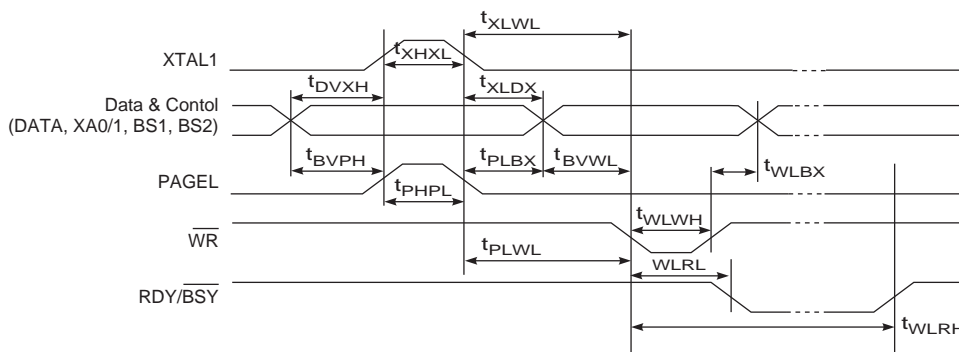 tXLWL
XTAL1
tXHXL
tDVXH
tXLDX
Data & Contol
(DATA, XA0/1, BS1, BS2)
tBVPH
tPLBX
tBVWL
tWLBX
PAGEL
tPHPL
WR
tWLWH
tPLWL
WLRL
RDY/BSY
tWLRH